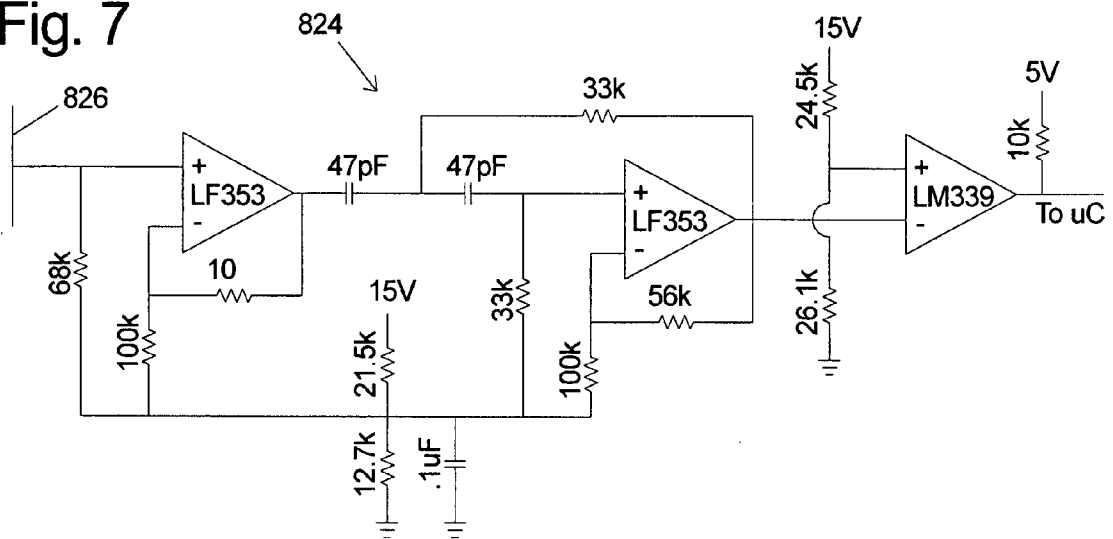 Fig. 7
824
826
15V
5V
33k
24.5k
10k
47pF
47pF
+
LF353
-
+
LF353
-
+
LM339
-
To uC
68k
10
15V
33k
56k
26.1k
100k
21.5k
100k
12.7k
.1uF